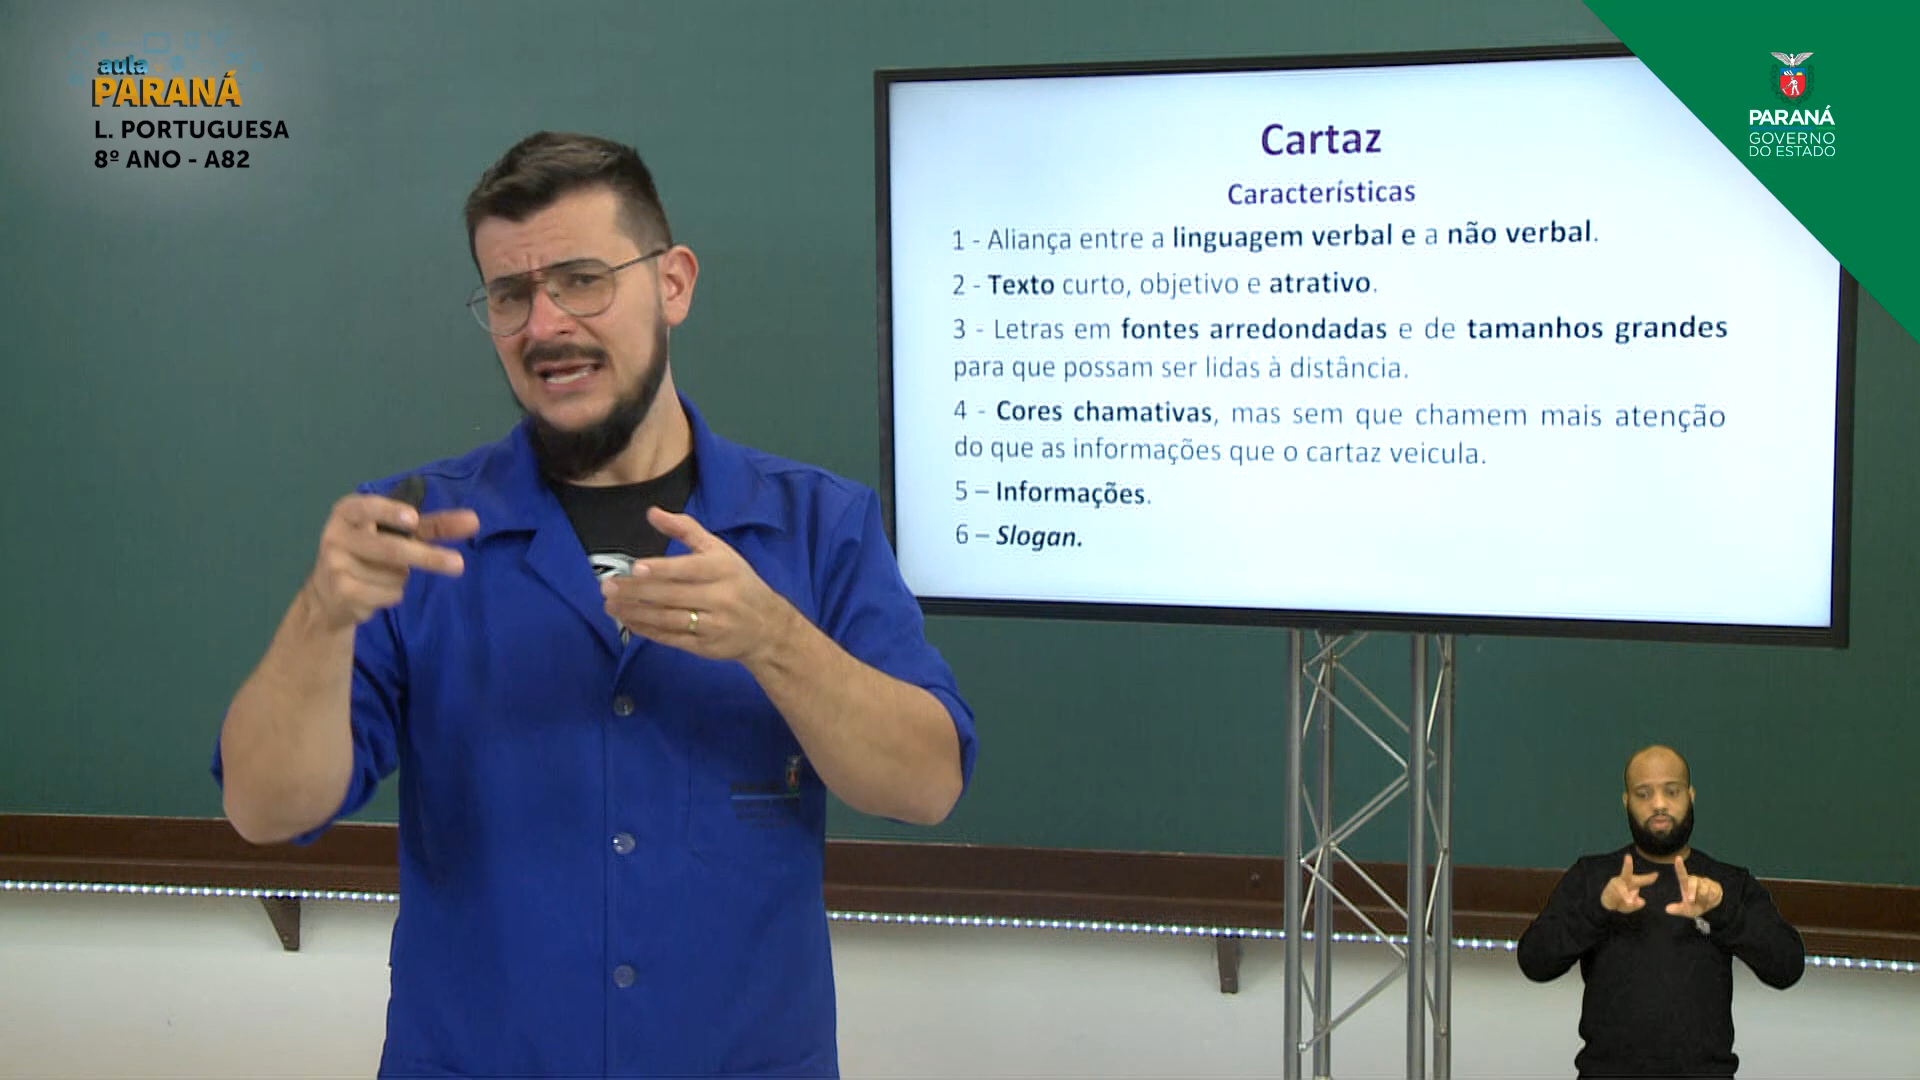 aula
PARANÁ
L. PORTUGUESA
8º ANO - A82
PARANÁ
GOVERNO
DO ESTADO
Cartaz
Características
1 - Aliança entre a linguagem verbal e a não verbal.
2 - Texto curto, objetivo e atrativo.
3 - Letras em fontes arredondadas e de tamanhos grandes
para que possam ser lidas à distância.
4 - Cores chamativas, mas sem que chamem mais atenção
do que as informações que o cartaz veicula.
5 – Informações.
6 – Slogan.